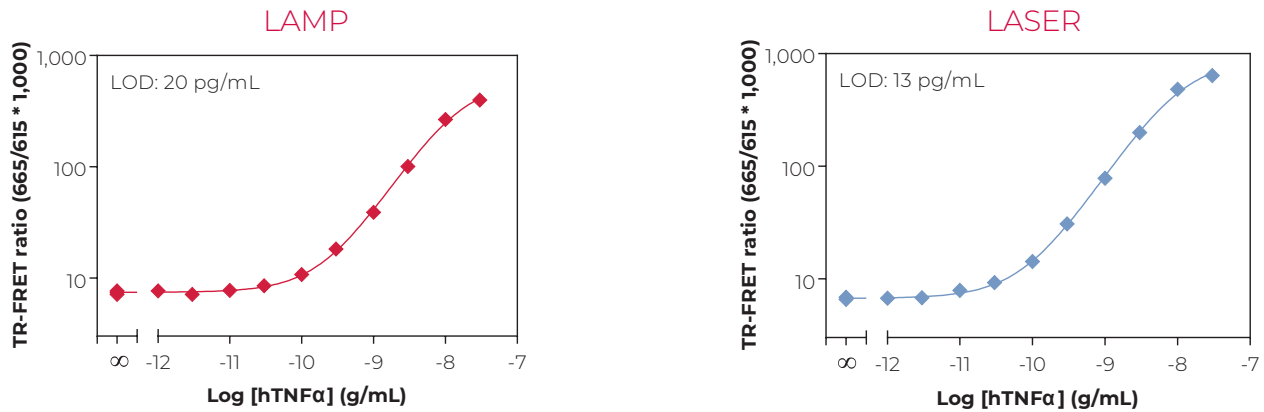 LAMP
TR-FRET ratio (665/615 * 1,000)
1,000
100
10
LOD: 20 pg/mL
∞ -12 -11 -10 -9 -8 -7
Log [hTNFα] (g/mL)
LASER
TR-FRET ratio (665/615 * 1,000)
1,000
100
10
LOD: 13 pg/mL
∞ -12 -11 -10 -9 -8 -7
Log [hTNFα] (g/mL)